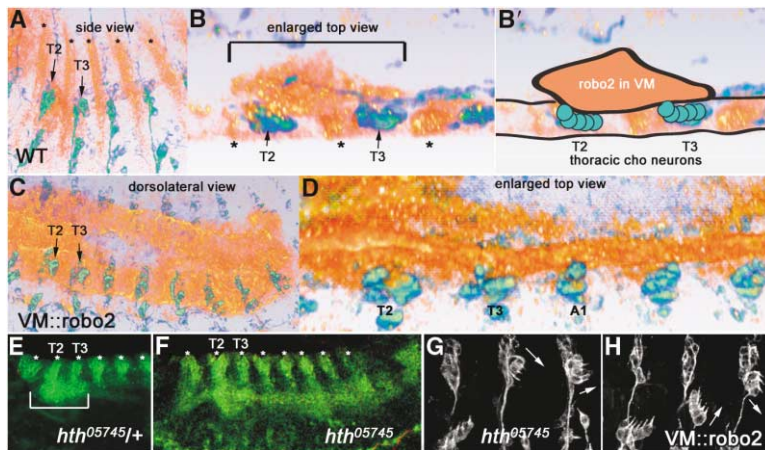 A
side view
* * * * *
T2
T3
WT
B
enlarged top view
* * *
T2
T3
B′
robo2 in VM
T2
T3
thoracic cho neurons
C
dorsolateral view
T2
T3
VM::robo2
D
enlarged top view
T2
T3
A1
E
T2 T3
* * * * * *
hth05745/+
F
T2 T3
* * * * * * * *
hth05745
G
hth05745
H
VM::robo2